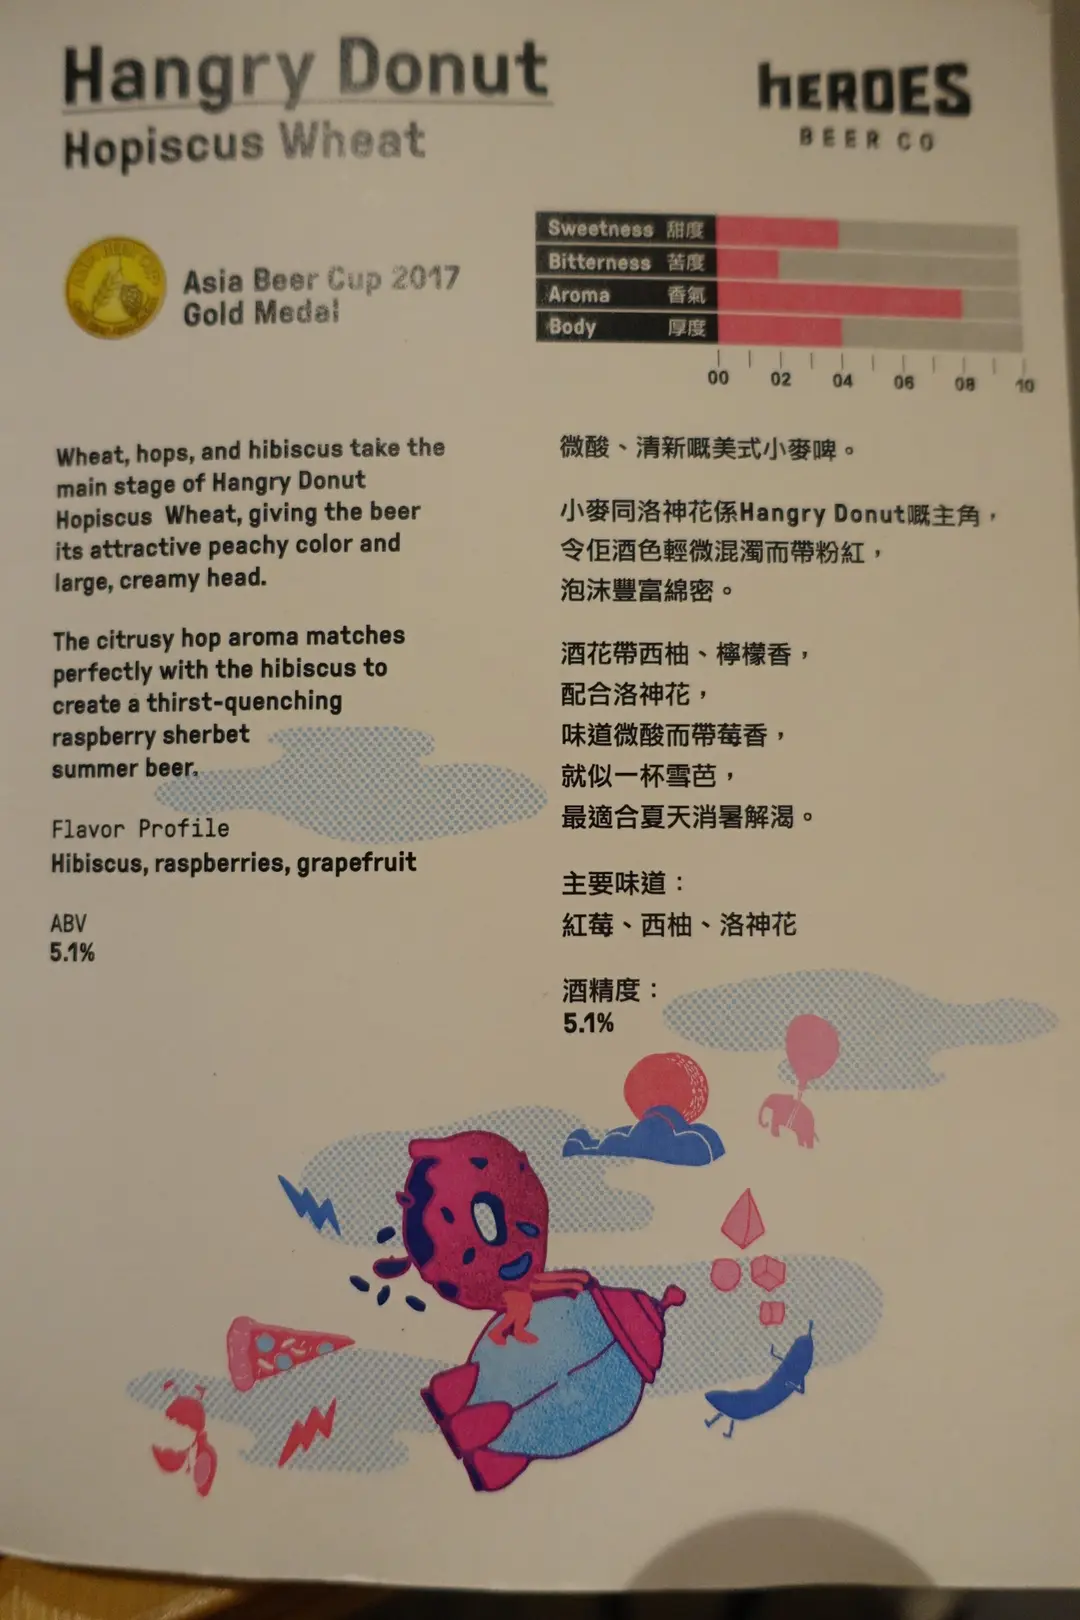 Hangry Donut
Hopiscus Wheat
hEROES
BEER CO
Asia Beer Cup 2017
Gold Medal
Sweetness 甜度
Bitterness 苦度
Aroma 香氣
Body 厚度
00 02 04 06 08 10
Wheat, hops, and hibiscus take the
main stage of Hangry Donut
Hopiscus Wheat, giving the beer
its attractive peachy color and
large, creamy head.
The citrusy hop aroma matches
perfectly with the hibiscus to
create a thirst-quenching
raspberry sherbet
summer beer.
Flavor Profile
Hibiscus, raspberries, grapefruit
ABV
5.1%
微酸、清新嘅美式小麥啤。
小麥同洛神花係Hangry Donut嘅主角，
令佢酒色輕微混濁而帶粉紅，
泡沫豐富綿密。
酒花帶西柚、檸檬香，
配合洛神花，
味道微酸而帶莓香，
就似一杯雪芭，
最適合夏天消暑解渴。
主要味道：
紅莓、西柚、洛神花
酒精度：
5.1%